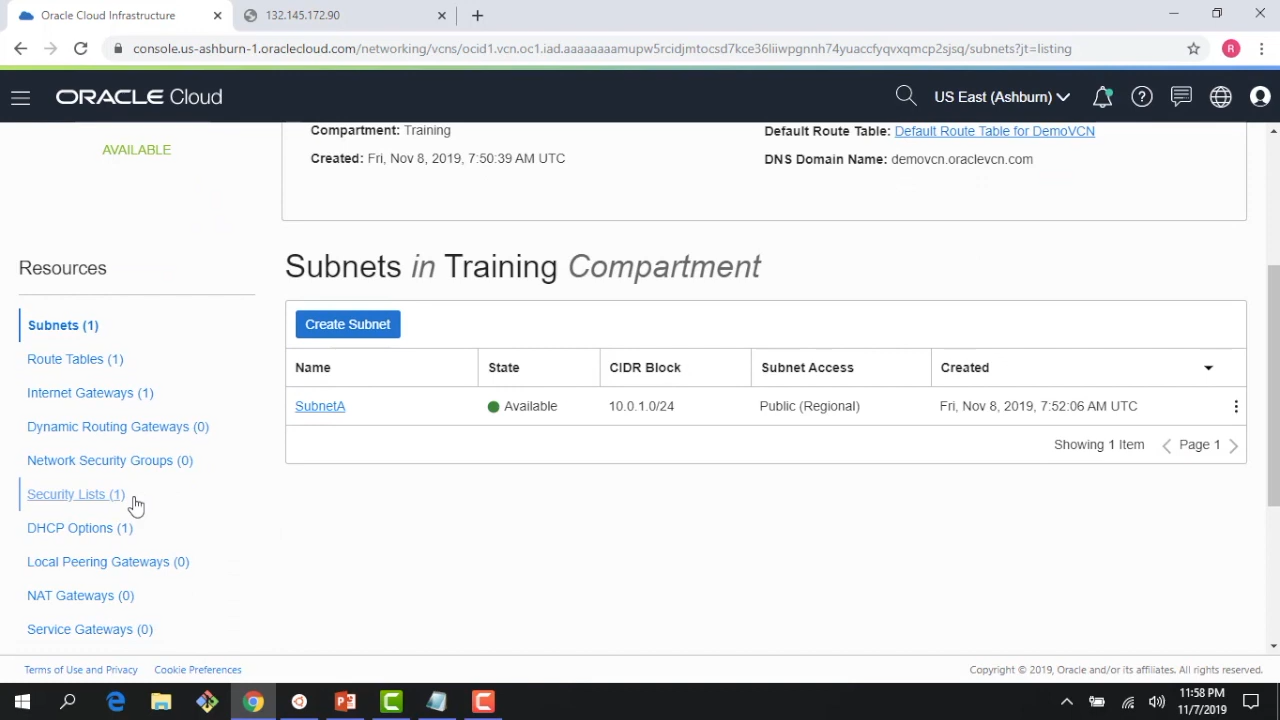 Oracle Cloud Infrastructure
132.145.172.90
console.us-ashburn-1.oraclecloud.com/networking/vcns/ocid1.vcn.oc1.iad.aaaaaaaamupw5rcidjmtocsd7kce36liiwpgnnh74yuaccfyqvxqmcp2sjsq/subnets?jt=listing
R
ORACLE Cloud
US East (Ashburn)
AVAILABLE
Compartment: Training
Default Route Table: Default Route Table for DemoVCN
Created: Fri, Nov 8, 2019, 7:50:39 AM UTC
DNS Domain Name: demovcn.oraclevcn.com
Resources
Subnets in Training Compartment
Subnets (1)
Create Subnet
Route Tables (1)
Name State CIDR Block Subnet Access Created
Internet Gateways (1)
SubnetA Available 10.0.1.0/24 Public (Regional) Fri, Nov 8, 2019, 7:52:06 AM UTC
Dynamic Routing Gateways (0)
Showing 1 Item Page 1
Network Security Groups (0)
Security Lists (1)
DHCP Options (1)
Local Peering Gateways (0)
NAT Gateways (0)
Service Gateways (0)
Terms of Use and Privacy Cookie Preferences
Copyright © 2019, Oracle and/or its affiliates. All rights reserved.
11:58 PM
11/7/2019